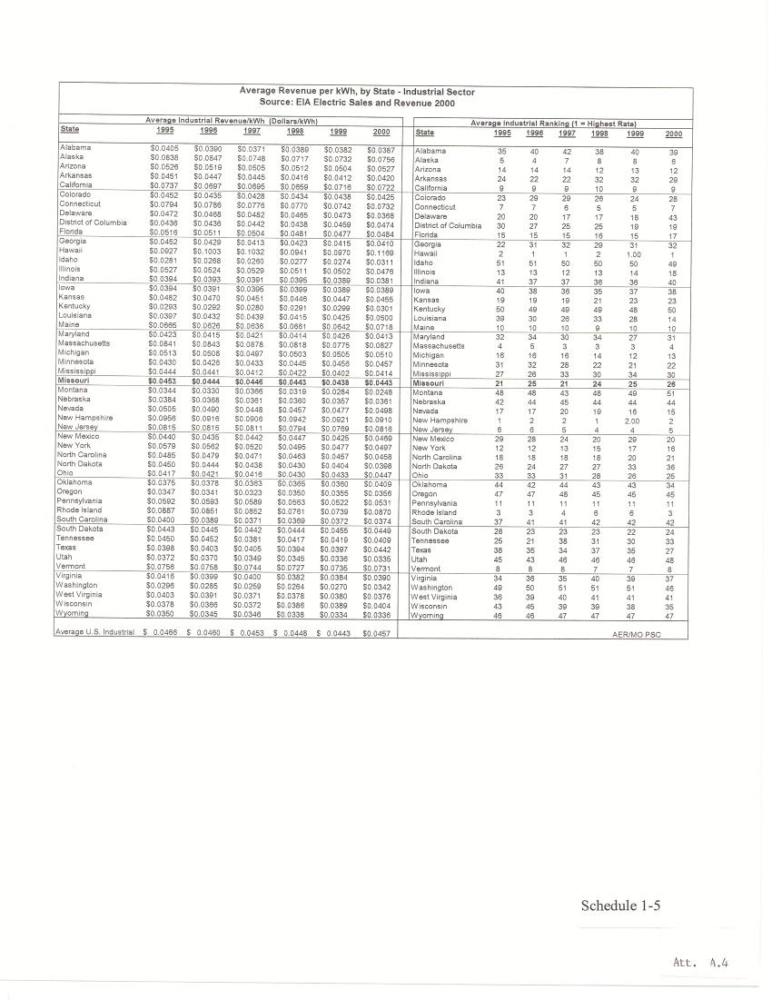 Average Revenue per kWh, by State - Industrial Sector
Source: EIA Electric Sales and Revenue 2000
Average Industrial Revenue/kWh (Dollars/kWh) Average Industrial Ranking (1 = Highest Rate)
State 1995 1996 1997 1998 1999 2000 State 1995 1996 1997 1998 1999 2000
Alabama $0.0405 $0.0390 $0.0371 $0.0389 $0.0382 $0.0387 Alabama 35 40 42 38 40 39
Alaska $0.0838 $0.0847 $0.0748 $0.0717 $0.0732 $0.0756 Alaska 5 4 7 8 8 6
Arizona $0.0526 $0.0519 $0.0505 $0.0512 $0.0504 $0.0527 Arizona 14 14 14 12 13 12
Arkansas $0.0451 $0.0447 $0.0445 $0.0416 $0.0412 $0.0420 Arkansas 24 22 22 32 32 29
California $0.0737 $0.0697 $0.0695 $0.0659 $0.0716 $0.0722 California 9 9 9 10 9 9
Colorado $0.0452 $0.0435 $0.0428 $0.0434 $0.0438 $0.0425 Colorado 23 29 29 26 24 28
Connecticut $0.0794 $0.0786 $0.0776 $0.0770 $0.0742 $0.0732 Connecticut 7 7 6 5 5 7
Delaware $0.0472 $0.0468 $0.0482 $0.0465 $0.0473 $0.0368 Delaware 20 20 17 17 18 43
District of Columbia $0.0436 $0.0436 $0.0442 $0.0438 $0.0459 $0.0474 District of Columbia 30 27 25 25 19 19
Florida $0.0516 $0.0511 $0.0504 $0.0481 $0.0477 $0.0484 Florida 15 15 15 16 15 17
Georgia $0.0452 $0.0429 $0.0413 $0.0423 $0.0415 $0.0410 Georgia 22 31 32 29 31 32
Hawaii $0.0927 $0.1003 $0.1032 $0.0941 $0.0970 $0.1169 Hawaii 2 1 1 2 1.00 1
Idaho $0.0281 $0.0268 $0.0260 $0.0277 $0.0274 $0.0311 Idaho 51 51 50 50 50 49
Illinois $0.0527 $0.0524 $0.0529 $0.0511 $0.0502 $0.0476 Illinois 13 13 12 13 14 18
Indiana $0.0394 $0.0393 $0.0391 $0.0395 $0.0389 $0.0381 Indiana 41 37 37 36 36 40
Iowa $0.0394 $0.0391 $0.0395 $0.0399 $0.0389 $0.0389 Iowa 40 38 36 35 37 38
Kansas $0.0482 $0.0470 $0.0451 $0.0446 $0.0447 $0.0455 Kansas 19 19 19 21 23 23
Kentucky $0.0293 $0.0292 $0.0280 $0.0291 $0.0299 $0.0301 Kentucky 50 49 49 49 48 50
Louisiana $0.0397 $0.0432 $0.0439 $0.0415 $0.0425 $0.0500 Louisiana 39 30 26 33 28 14
Maine $0.0665 $0.0626 $0.0636 $0.0661 $0.0642 $0.0718 Maine 10 10 10 9 10 10
Maryland $0.0423 $0.0415 $0.0421 $0.0414 $0.0426 $0.0413 Maryland 32 34 30 34 27 31
Massachusetts $0.0841 $0.0843 $0.0878 $0.0818 $0.0775 $0.0827 Massachusetts 4 5 3 3 3 4
Michigan $0.0513 $0.0508 $0.0497 $0.0503 $0.0505 $0.0510 Michigan 16 16 16 14 12 13
Minnesota $0.0430 $0.0426 $0.0433 $0.0445 $0.0456 $0.0457 Minnesota 31 32 28 22 21 22
Mississippi $0.0444 $0.0441 $0.0412 $0.0422 $0.0402 $0.0414 Mississippi 27 26 33 30 34 30
Missouri $0.0453 $0.0444 $0.0446 $0.0443 $0.0438 $0.0443 Missouri 21 25 21 24 25 26
Montana $0.0344 $0.0330 $0.0366 $0.0319 $0.0284 $0.0248 Montana 48 48 43 48 49 51
Nebraska $0.0384 $0.0368 $0.0361 $0.0360 $0.0357 $0.0361 Nebraska 42 44 45 44 44 44
Nevada $0.0505 $0.0490 $0.0448 $0.0457 $0.0477 $0.0498 Nevada 17 17 20 19 16 15
New Hampshire $0.0956 $0.0916 $0.0906 $0.0942 $0.0921 $0.0910 New Hampshire 1 2 2 1 2.00 2
New Jersey $0.0815 $0.0815 $0.0811 $0.0794 $0.0769 $0.0816 New Jersey 6 6 5 4 4 5
New Mexico $0.0440 $0.0435 $0.0442 $0.0447 $0.0425 $0.0469 New Mexico 29 28 24 20 29 20
New York $0.0579 $0.0562 $0.0520 $0.0495 $0.0477 $0.0497 New York 12 12 13 15 17 16
North Carolina $0.0485 $0.0479 $0.0471 $0.0463 $0.0457 $0.0458 North Carolina 18 18 18 18 20 21
North Dakota $0.0450 $0.0444 $0.0438 $0.0430 $0.0404 $0.0398 North Dakota 26 24 27 27 33 36
Ohio $0.0417 $0.0421 $0.0416 $0.0430 $0.0433 $0.0447 Ohio 33 33 31 28 26 25
Oklahoma $0.0375 $0.0378 $0.0363 $0.0365 $0.0360 $0.0409 Oklahoma 44 42 44 43 43 34
Oregon $0.0347 $0.0341 $0.0323 $0.0350 $0.0355 $0.0356 Oregon 47 47 48 45 45 45
Pennsylvania $0.0592 $0.0593 $0.0589 $0.0563 $0.0522 $0.0531 Pennsylvania 11 11 11 11 11 11
Rhode Island $0.0887 $0.0851 $0.0852 $0.0761 $0.0739 $0.0870 Rhode Island 3 3 4 6 6 3
South Carolina $0.0400 $0.0389 $0.0371 $0.0369 $0.0372 $0.0374 South Carolina 37 41 41 42 42 42
South Dakota $0.0443 $0.0445 $0.0442 $0.0444 $0.0455 $0.0449 South Dakota 28 23 23 23 22 24
Tennessee $0.0450 $0.0452 $0.0381 $0.0417 $0.0419 $0.0409 Tennessee 25 21 38 31 30 33
Texas $0.0398 $0.0403 $0.0405 $0.0394 $0.0397 $0.0442 Texas 38 35 34 37 35 27
Utah $0.0372 $0.0370 $0.0349 $0.0345 $0.0336 $0.0335 Utah 45 43 46 46 46 48
Vermont $0.0756 $0.0758 $0.0744 $0.0727 $0.0735 $0.0731 Vermont 8 8 8 7 7 8
Virginia $0.0416 $0.0399 $0.0400 $0.0382 $0.0384 $0.0390 Virginia 34 36 35 40 39 37
Washington $0.0296 $0.0285 $0.0259 $0.0264 $0.0270 $0.0342 Washington 49 50 51 51 51 46
West Virginia $0.0403 $0.0391 $0.0371 $0.0378 $0.0380 $0.0376 West Virginia 36 39 40 41 41 41
Wisconsin $0.0378 $0.0366 $0.0372 $0.0386 $0.0389 $0.0404 Wisconsin 43 45 39 39 38 35
Wyoming $0.0350 $0.0345 $0.0346 $0.0338 $0.0334 $0.0336 Wyoming 46 46 47 47 47 47
Average U.S. Industrial $ 0.0466 $ 0.0460 $ 0.0453 $ 0.0448 $ 0.0443 $0.0457 AER/MO PSC
Schedule 1-5
Att. A.4